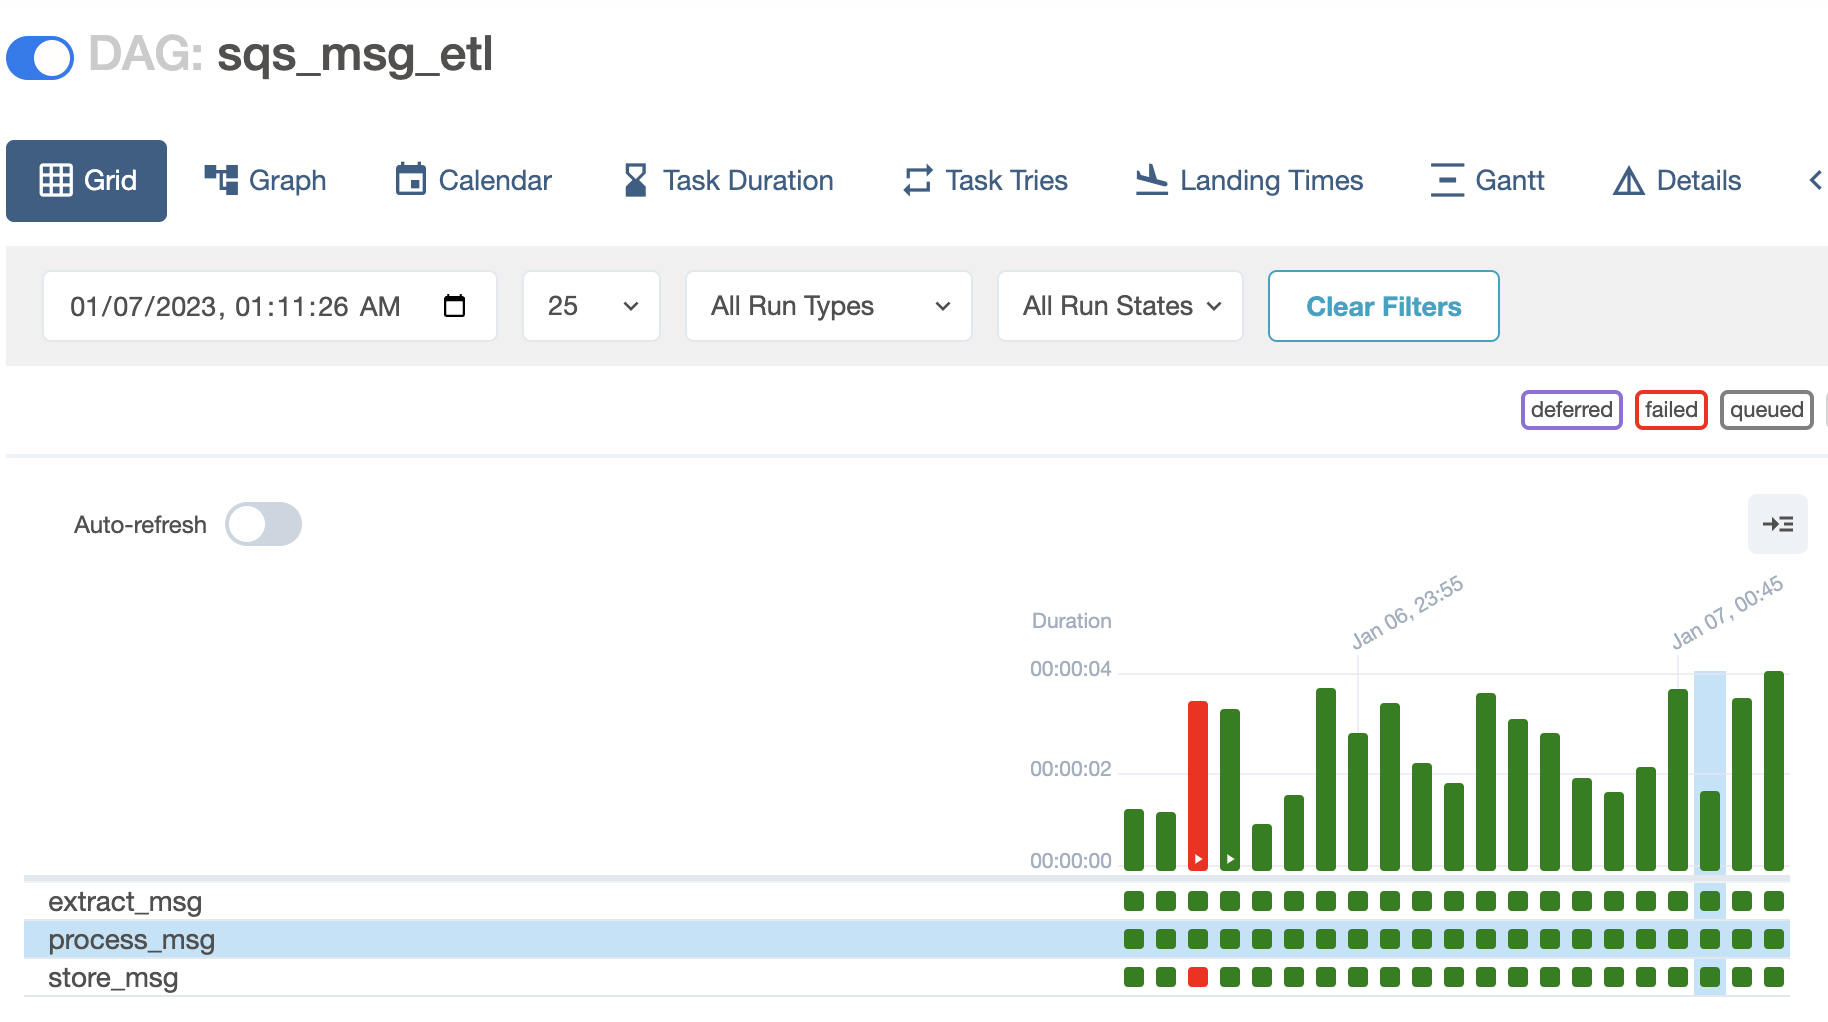 DAG: sqs_msg_etl
Grid Graph Calendar Task Duration Task Tries Landing Times Gantt Details
01/07/2023, 01:11:26 AM 25 All Run Types All Run States Clear Filters
deferred failed queued
Auto-refresh
Jan 06, 23:55 Jan 07, 00:45
Duration
00:00:04
00:00:02
00:00:00
extract_msg
process_msg
store_msg